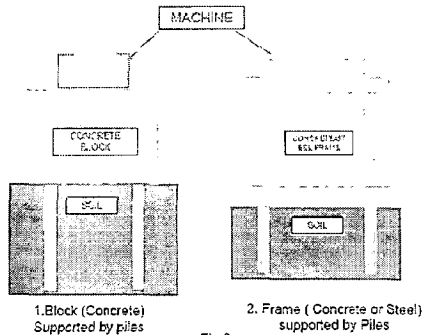 MACHINE
CONCRETE
BLOCK
SOIL
SOIL
1.Block (Concrete)
Supported by piles
2. Frame ( Concrete or Steel)
supported by Piles